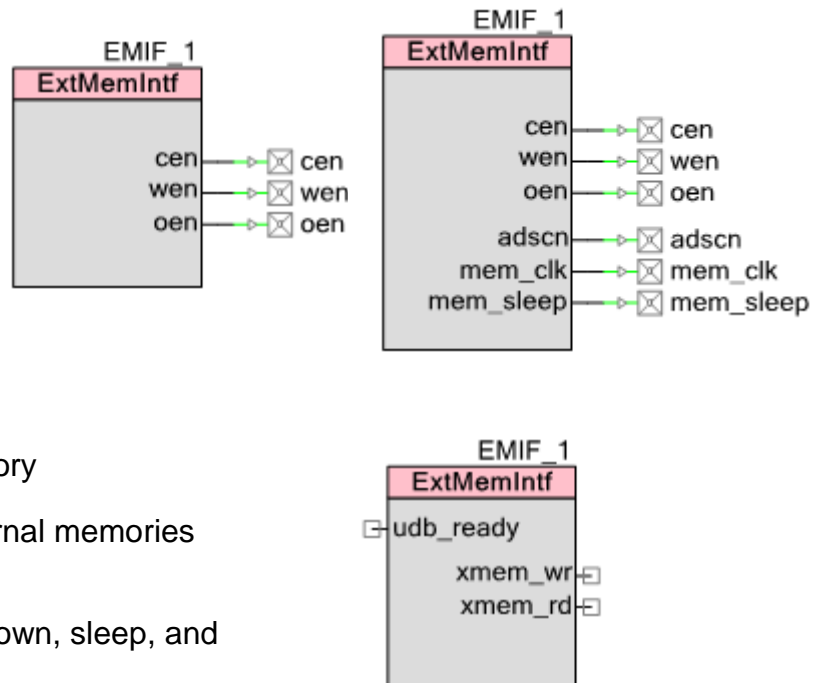 EMIF_1
ExtMemIntf
cen cen
wen wen
oen oen
EMIF_1
ExtMemIntf
cen cen
wen wen
oen oen
adscn adscn
mem_clk mem_clk
mem_sleep mem_sleep
ory
rnal memories
own, sleep, and
EMIF_1
ExtMemIntf
udb_ready
xmem_wr
xmem_rd